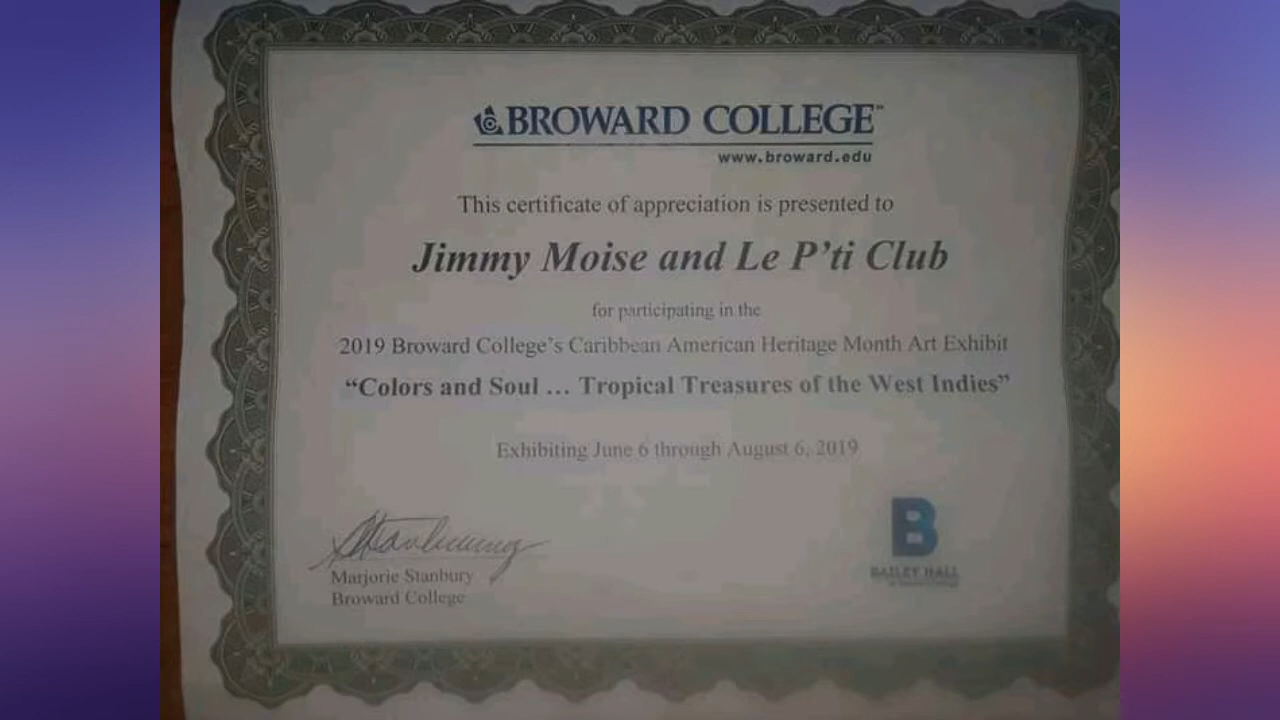 BROWARD COLLEGE™
www.broward.edu
This certificate of appreciation is presented to
Jimmy Moise and Le P'ti Club
for participating in the
2019 Broward College's Caribbean American Heritage Month Art Exhibit
“Colors and Soul … Tropical Treasures of the West Indies”
Exhibiting June 6 through August 6, 2019
Marjorie Stanbury
Broward College
B
BAILEY HALL